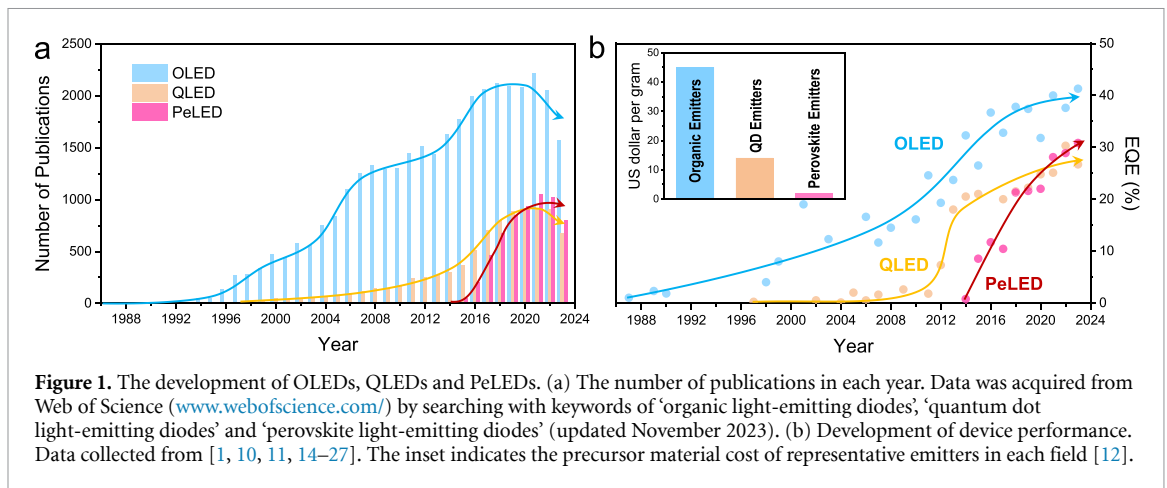 a
2500
2000
1500
1000
500
0
Number of Publications
OLED
QLED
PeLED
1988 1992 1996 2000 2004 2008 2012 2016 2020 2024
Year
b
50
40
30
20
10
0
US dollar per gram
Organic Emitters
QD Emitters
Perovskite Emitters
OLED
QLED
PeLED
50
40
30
20
10
0
EQE (%)
1988 1992 1996 2000 2004 2008 2012 2016 2020 2024
Year
Figure 1. The development of OLEDs, QLEDs and PeLEDs. (a) The number of publications in each year. Data was acquired from
Web of Science (www.webofscience.com/) by searching with keywords of ‘organic light-emitting diodes’, ‘quantum dot
light-emitting diodes’ and ‘perovskite light-emitting diodes’ (updated November 2023). (b) Development of device performance.
Data collected from [1, 10, 11, 14–27]. The inset indicates the precursor material cost of representative emitters in each field [12].